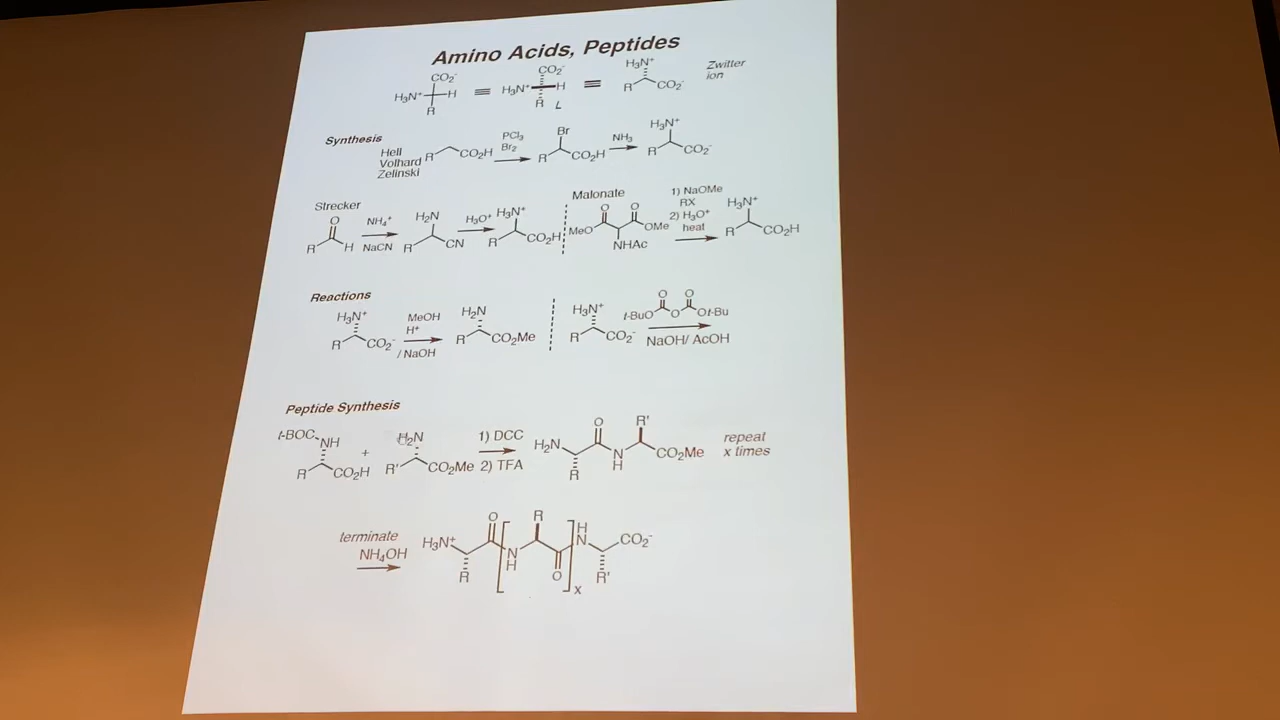 Amino Acids, Peptides
CO2- CO2- H3N+ Zwitter
ion
H3N+ H ≡ H3N+ H ≡ R CO2-
R R L
Synthesis
Hell
Volhard
Zelinski
R CO2H PCl3 Br2 Br R CO2H NH3 H3N+ R CO2-
Strecker
O R H NH4+ NaCN H2N R CN H3O+ H3N+ R CO2H
Malonate
O O MeO OMe NHAc
1) NaOMe
RX
2) H3O+
heat
H3N+ R CO2H
Reactions
H3N+ R CO2- MeOH
H+
/ NaOH
H2N R CO2Me
H3N+ R CO2- O O t-BuO O Ot-Bu
NaOH/ AcOH
Peptide Synthesis
t-BOC NH R CO2H + H2N R' CO2Me
1) DCC
2) TFA
H2N R O N H R' CO2Me
repeat
x times
terminate
NH4OH
H3N+ R O N H R O x H N R' CO2-